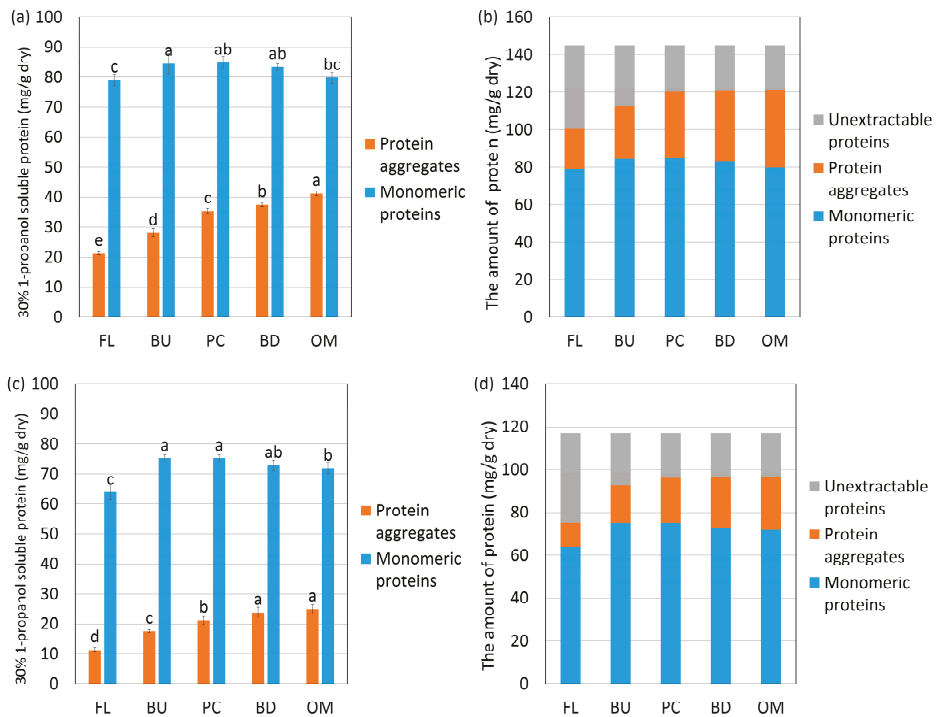 (a)
30% 1-propanol soluble protein (mg/g dry)
100
90
80
70
60
50
40
30
20
10
0
c
a
ab
ab
bc
e
d
c
b
a
FL BU PC BD OM
Protein
aggregates
Monomeric
proteins
(b)
The amount of protein (mg/g dry)
160
140
120
100
80
60
40
20
0
FL BU PC BD OM
Unextractable
proteins
Protein
aggregates
Monomeric
proteins
(c)
30% 1-propanol soluble protein (mg/g dry)
100
90
80
70
60
50
40
30
20
10
0
c
a
a
ab
b
d
c
b
a
a
FL BU PC BD OM
Protein
aggregates
Monomeric
proteins
(d)
The amount of protein (mg/g dry)
140
120
100
80
60
40
20
0
FL BU PC BD OM
Unextractable
proteins
Protein
aggregates
Monomeric
proteins